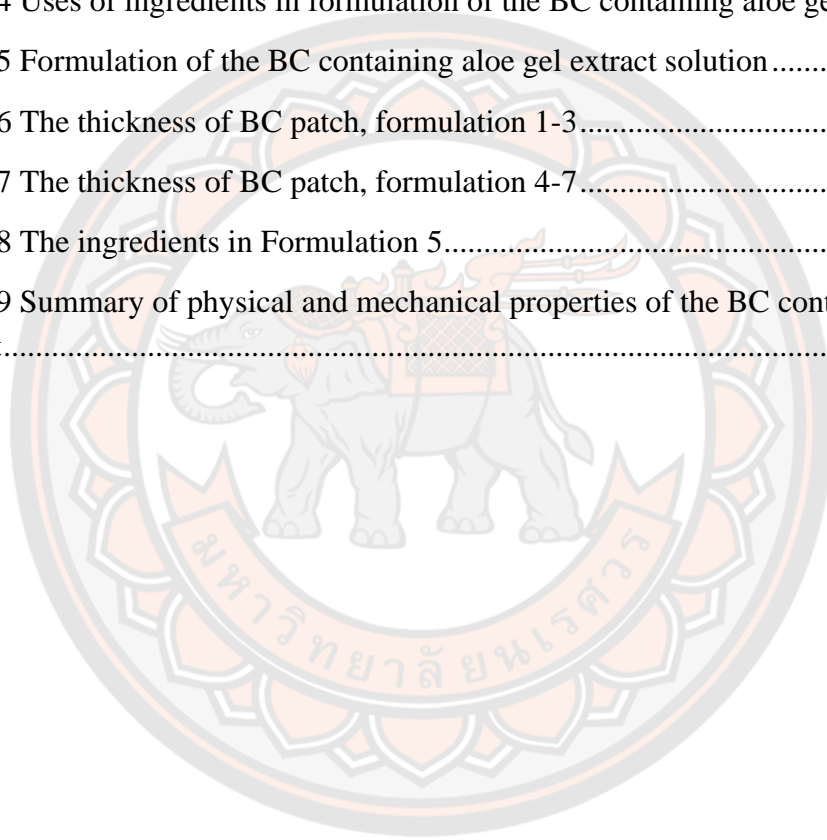 4 Uses of ingredients in formulation of the BC containing aloe ge
5 Formulation of the BC containing aloe gel extract solution.......
6 The thickness of BC patch, formulation 1-3..............................
7 The thickness of BC patch, formulation 4-7..............................
8 The ingredients in Formulation 5...............................................
9 Summary of physical and mechanical properties of the BC cont
t....................................................................................................
มหาวิทยาลัยนเรศวร